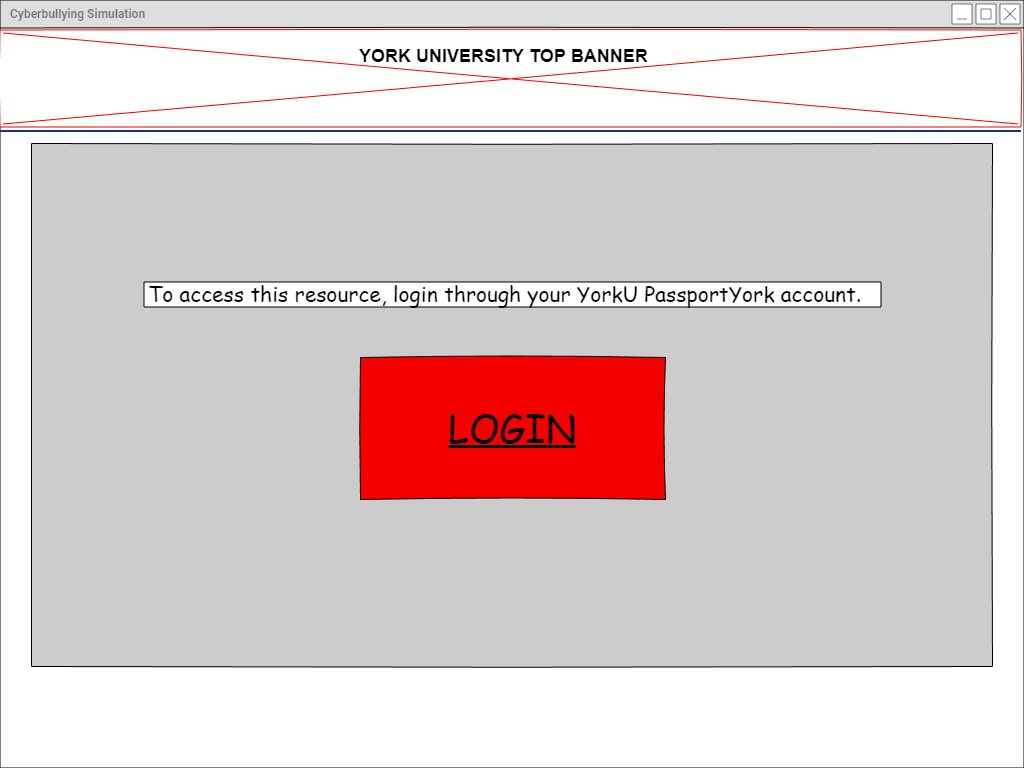 Cyberbullying Simulation
YORK UNIVERSITY TOP BANNER
To access this resource, login through your YorkU PassportYork account.
LOGIN